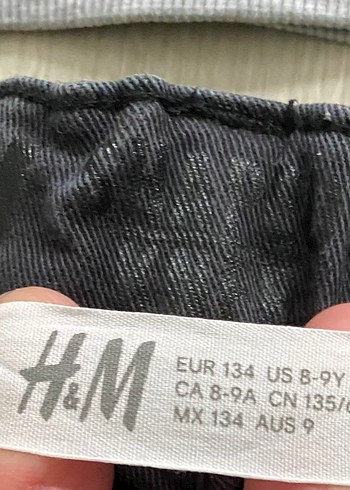 H&M
EUR 134 US 8-9Y
CA 8-9A CN 135/
MX 134 AUS 9